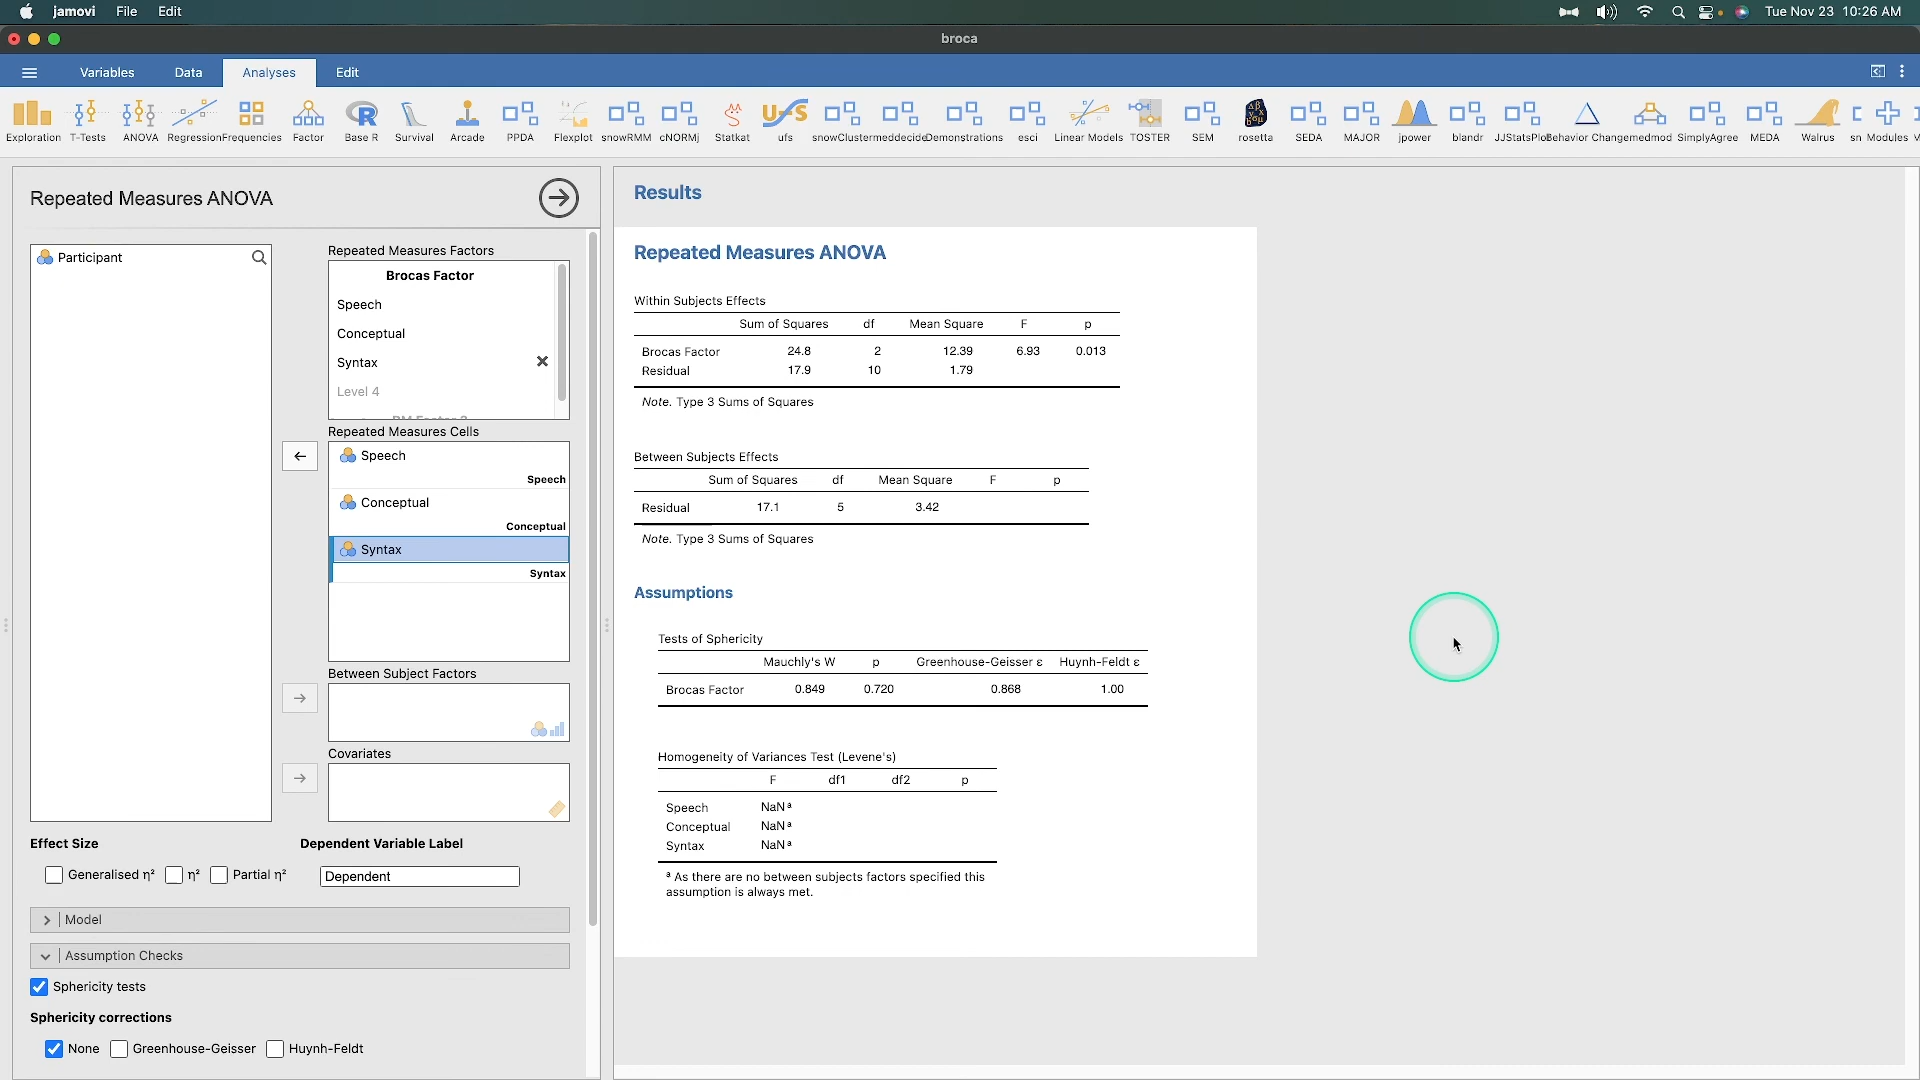 jamovi File Edit Tue Nov 23 10:26 AM
broca
Variables Data Analyses Edit
Exploration T-Tests ANOVA Regression Frequencies Factor Base R Survival Arcade PPDA Flexplot snowRMM cNORMj Statkat ufs snowCluster meddecide Demonstrations esci Linear Models TOSTER SEM rosetta SEDA MAJOR jpower blandr JJStatsPlo Behavior Change medmod SimplyAgree MEDA Walrus sn Modules
Repeated Measures ANOVA
Participant
Repeated Measures Factors
Brocas Factor
Speech
Conceptual
Syntax
Level 4
Repeated Measures Cells
Speech
Speech
Conceptual
Conceptual
Syntax
Syntax
Between Subject Factors
Covariates
Effect Size Dependent Variable Label
Generalised η² η² Partial η² Dependent
Model
Assumption Checks
Sphericity tests
Sphericity corrections
None Greenhouse-Geisser Huynh-Feldt
Results
Repeated Measures ANOVA
Within Subjects Effects
Sum of Squares df Mean Square F p
Brocas Factor 24.8 2 12.39 6.93 0.013
Residual 17.9 10 1.79
Note. Type 3 Sums of Squares
Between Subjects Effects
Sum of Squares df Mean Square F p
Residual 17.1 5 3.42
Note. Type 3 Sums of Squares
Assumptions
Tests of Sphericity
Mauchly's W p Greenhouse-Geisser ε Huynh-Feldt ε
Brocas Factor 0.849 0.720 0.868 1.00
Homogeneity of Variances Test (Levene's)
F df1 df2 p
Speech NaN ᵃ
Conceptual NaN ᵃ
Syntax NaN ᵃ
ᵃ As there are no between subjects factors specified this
assumption is always met.